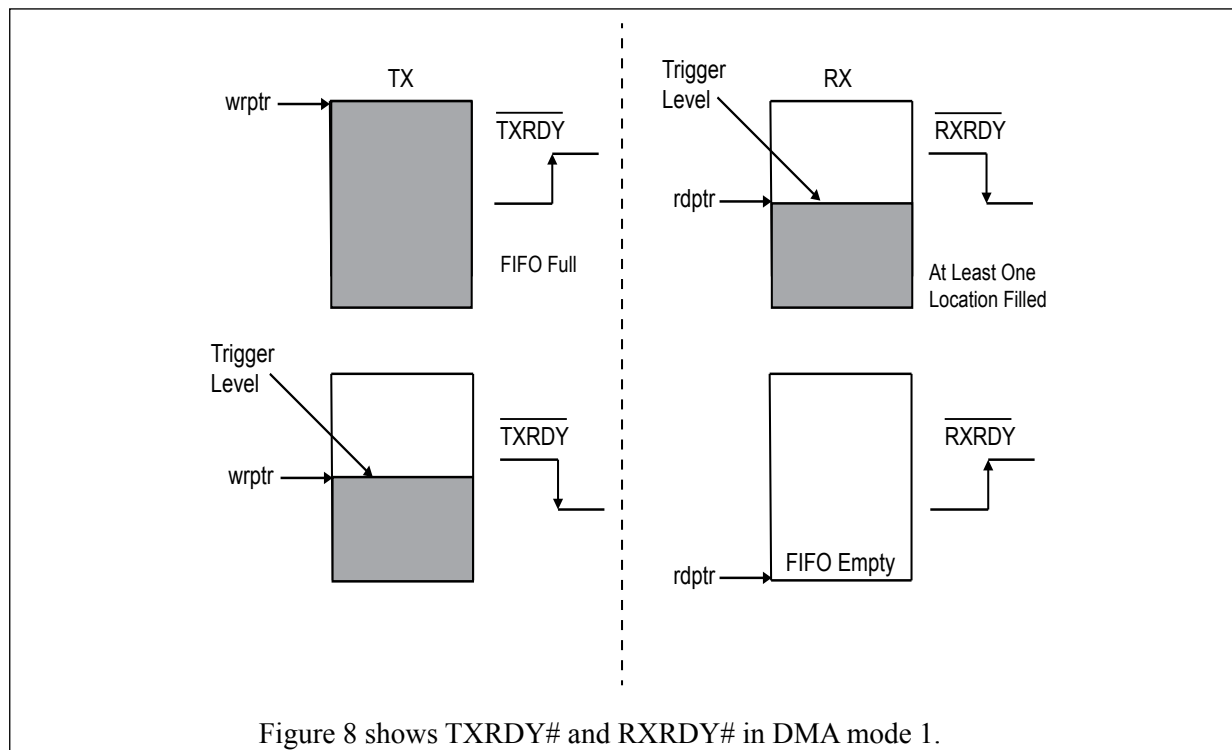 TX
wrptr
TXRDY
FIFO Full
Trigger
Level
wrptr
TXRDY
Trigger
Level
RX
rdptr
RXRDY
At Least One
Location Filled
RXRDY
rdptr
FIFO Empty
Figure 8 shows TXRDY# and RXRDY# in DMA mode 1.